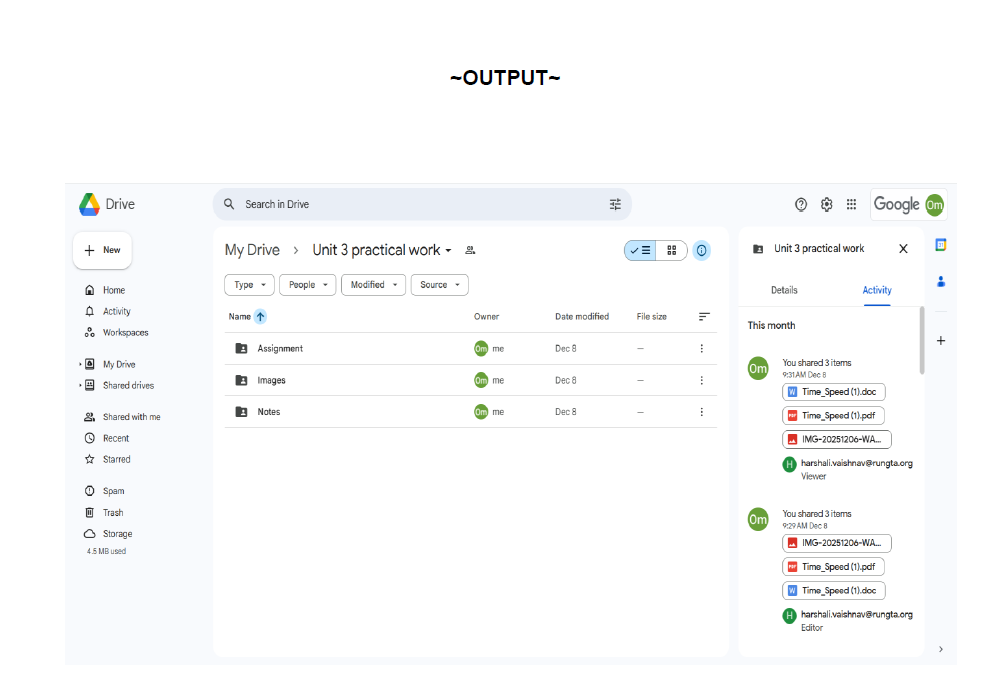 ~OUTPUT~
Drive
Search in Drive
Google Om
New
Home
Activity
Workspaces
My Drive
Shared drives
Shared with me
Recent
Starred
Spam
Trash
Storage
4.5 MB used
My Drive > Unit 3 practical work
Type People Modified Source
Name Owner Date modified File size
Assignment Om me Dec 8 —
Images Om me Dec 8 —
Notes Om me Dec 8 —
Unit 3 practical work
Details Activity
This month
Om You shared 3 items
9:31 AM Dec 8
W Time_Speed (1).doc
PDF Time_Speed (1).pdf
IMG-20251206-WA...
H harshali.vaishnav@rungta.org
Viewer
Om You shared 3 items
9:29 AM Dec 8
IMG-20251206-WA...
PDF Time_Speed (1).pdf
W Time_Speed (1).doc
H harshali.vaishnav@rungta.org
Editor